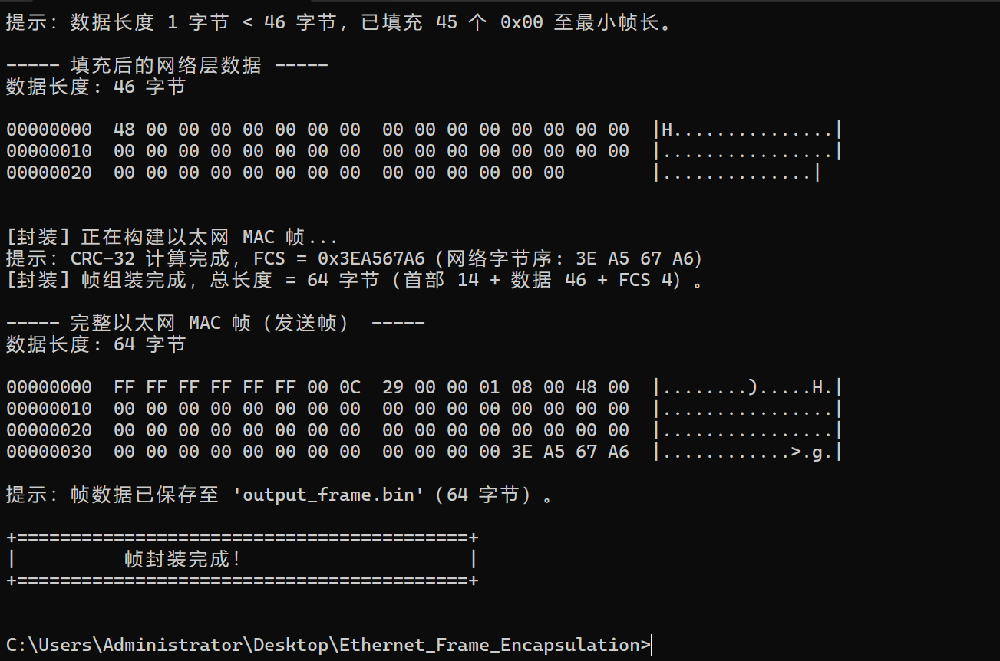 提示: 数据长度 1 字节 < 46 字节, 已填充 45 个 0x00 至最小帧长。
----- 填充后的网络层数据 -----
数据长度: 46 字节
00000000  48 00 00 00 00 00 00 00  00 00 00 00 00 00 00 00  |H...............|
00000010  00 00 00 00 00 00 00 00  00 00 00 00 00 00 00 00  |................|
00000020  00 00 00 00 00 00 00 00  00 00 00 00 00 00        |..............|
[封装] 正在构建以太网 MAC 帧...
提示: CRC-32 计算完成, FCS = 0x3EA567A6 (网络字节序: 3E A5 67 A6)
[封装] 帧组装完成, 总长度 = 64 字节 (首部 14 + 数据 46 + FCS 4) 。
----- 完整以太网 MAC 帧 (发送帧) -----
数据长度: 64 字节
00000000  FF FF FF FF FF FF 00 0C  29 00 00 01 08 00 48 00  |........).....H.|
00000010  00 00 00 00 00 00 00 00  00 00 00 00 00 00 00 00  |................|
00000020  00 00 00 00 00 00 00 00  00 00 00 00 00 00 00 00  |................|
00000030  00 00 00 00 00 00 00 00  00 00 00 00 3E A5 67 A6  |............>.g.|
提示: 帧数据已保存至 'output_frame.bin' (64 字节) 。
+==========================================+
|          帧封装完成!                     |
+==========================================+
C:\Users\Administrator\Desktop\Ethernet_Frame_Encapsulation>